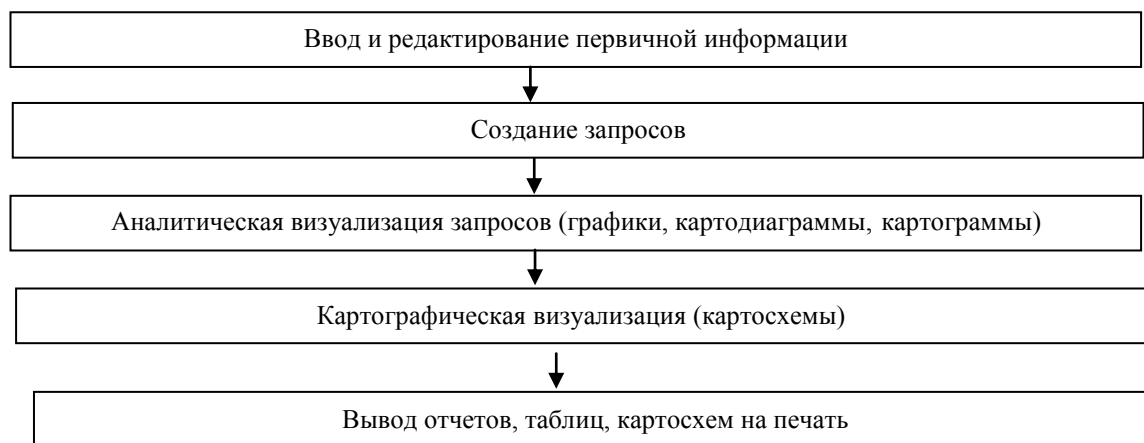 Ввод и редактирование первичной информации
Создание запросов
Аналитическая визуализация запросов (графики, картодиаграммы, картограммы)
Картографическая визуализация (картосхемы)
Вывод отчетов, таблиц, картосхем на печать